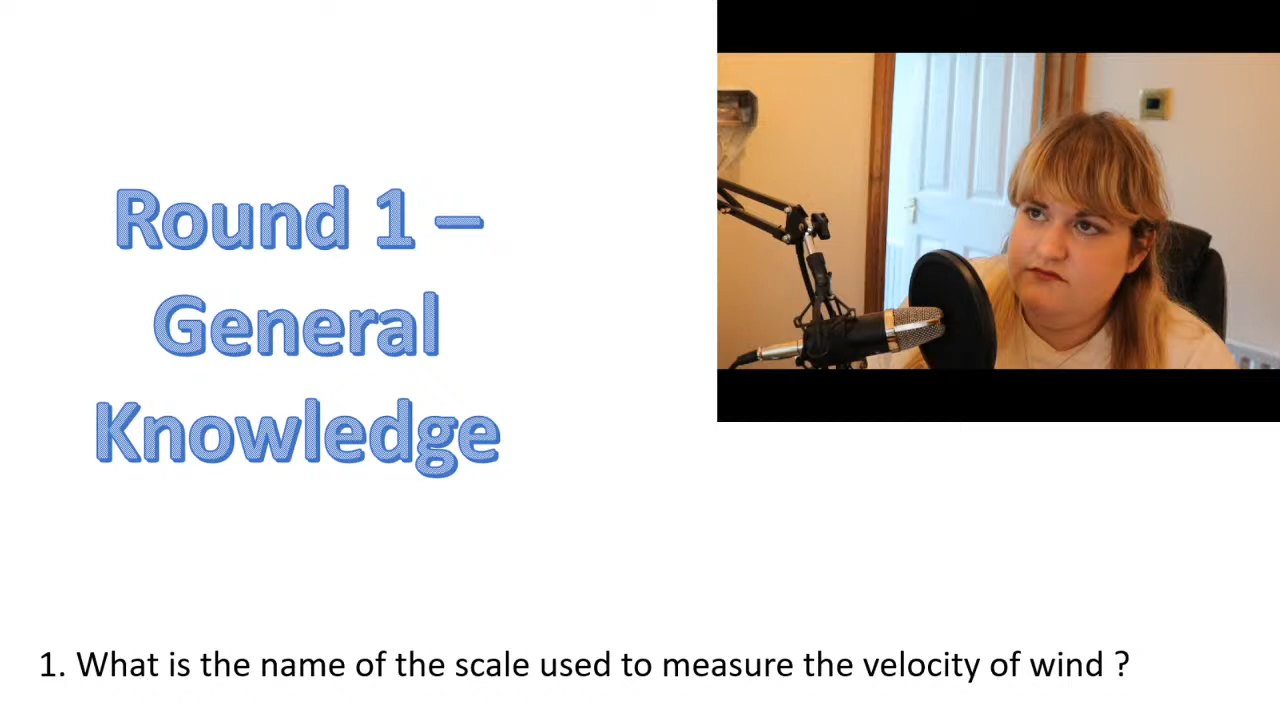 Round 1 –
General
Knowledge
1. What is the name of the scale used to measure the velocity of wind ?